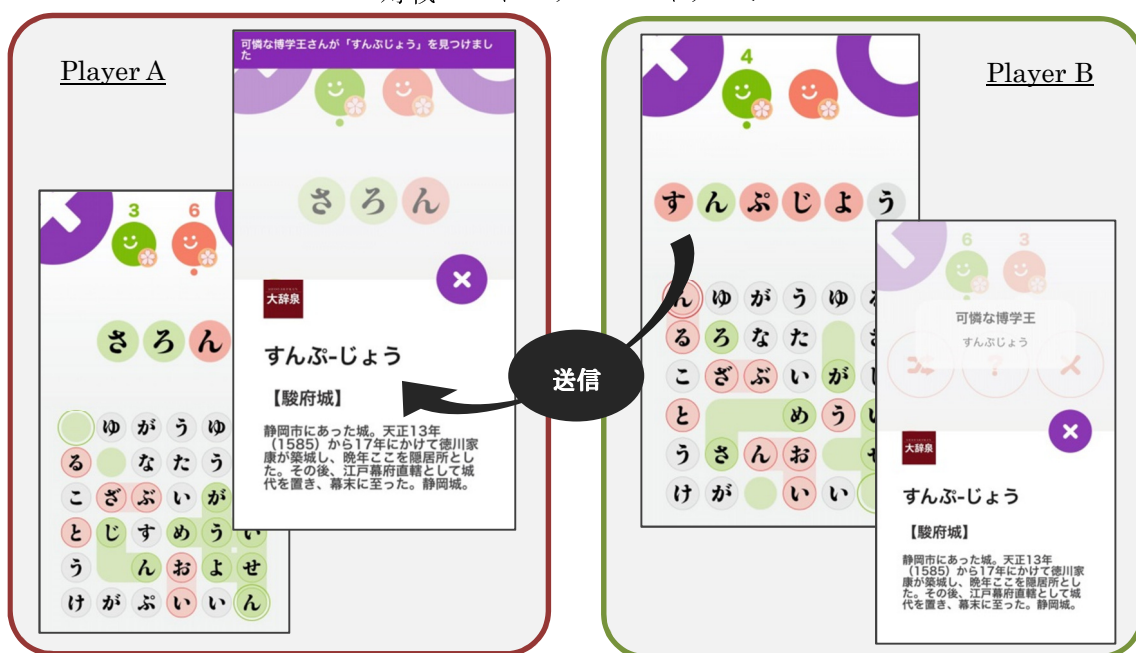 Player A
可憐な博学王さんが「すんぷじょう」を見つけまし
た
さろん
大辞泉
すんぷ-じょう
【駿府城】
静岡市にあった城。天正13年
（1585）から17年にかけて徳川家
康が築城し、晩年ここを隠居所とし
た。その後、江戸幕府直轄として城
代を置き、幕末に至った。静岡城。
3 6
さろん
ゆがうゆ
るなたう
こざぶいが
とじすめうい
うんおよせ
けがぷいいん
送信
Player B
4
すんぷじよう
んゆがうゆ
るろなた
こざぶいが
とめう
うさんお
けがいい
6 3
可憐な博学王
すんぷじょう
?
大辞泉
すんぷ-じょう
【駿府城】
静岡市にあった城。天正13年
（1585）から17年にかけて徳川家
康が築城し、晩年ここを隠居所とし
た。その後、江戸幕府直轄として城
代を置き、幕末に至った。静岡城。